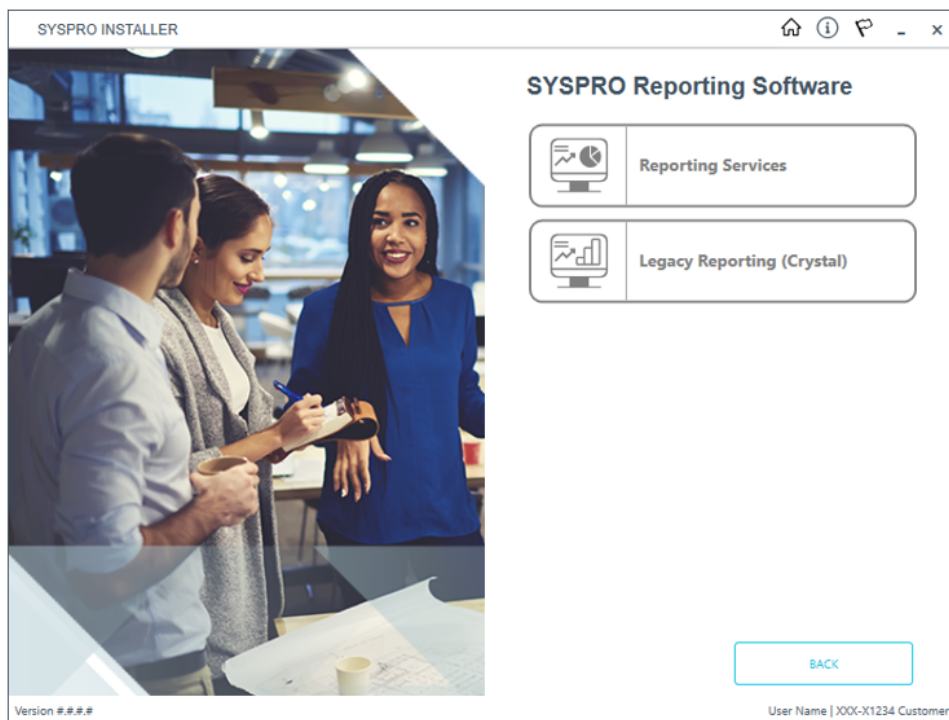 SYSPRO INSTALLER
SYSPRO Reporting Software
Reporting Services
Legacy Reporting (Crystal)
BACK
Version #.#.#.#
User Name | XXX-X1234 Customer